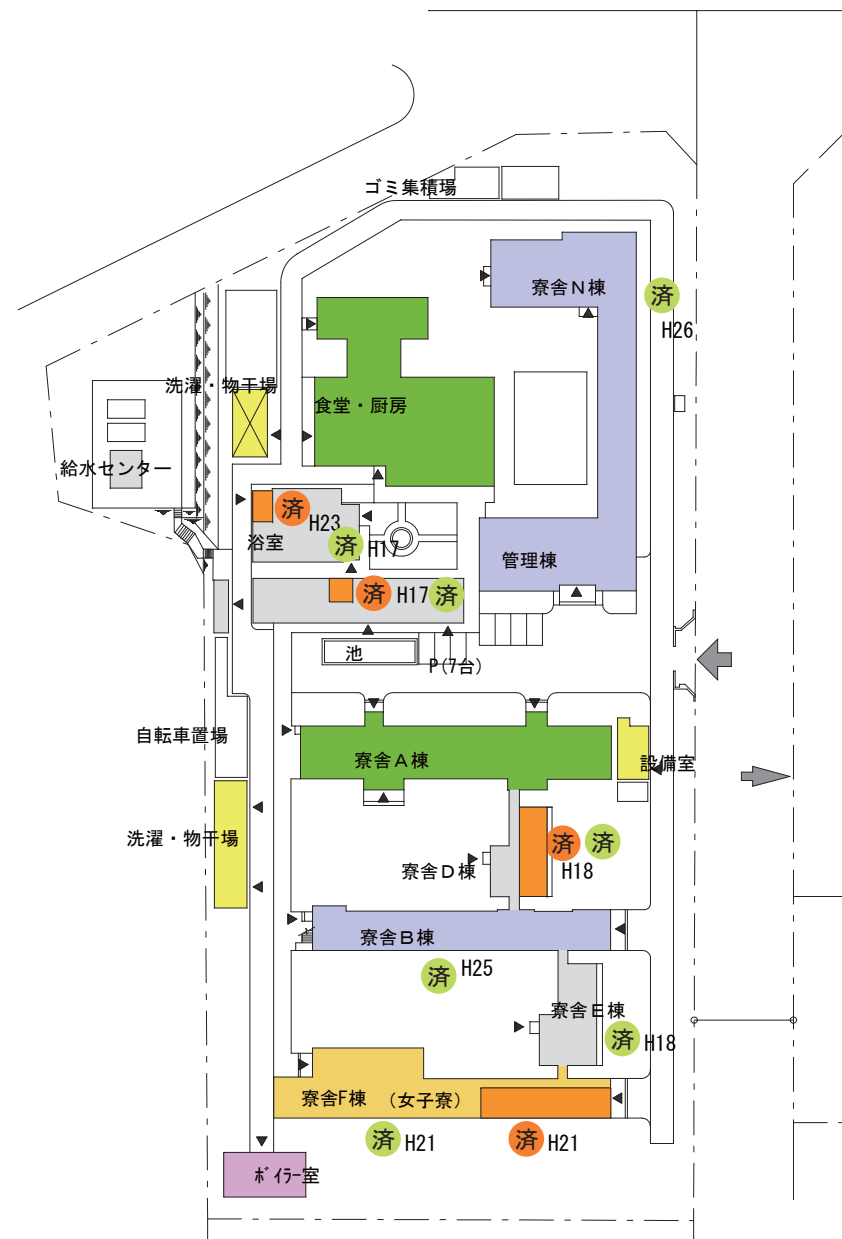 ゴミ集積場
寮舎N棟
済
H26
洗濯・物干場
食堂・厨房
給水センター
済
H23
浴室
済
H17
管理棟
済
H17
済
池
P(7台)
自転車置場
寮舎A棟
設備室
洗濯・物干場
済
済
H18
寮舎D棟
寮舎B棟
済
H25
寮舎E棟
済
H18
寮舎F棟 (女子寮)
済
H21
済
H21
ボイラー室